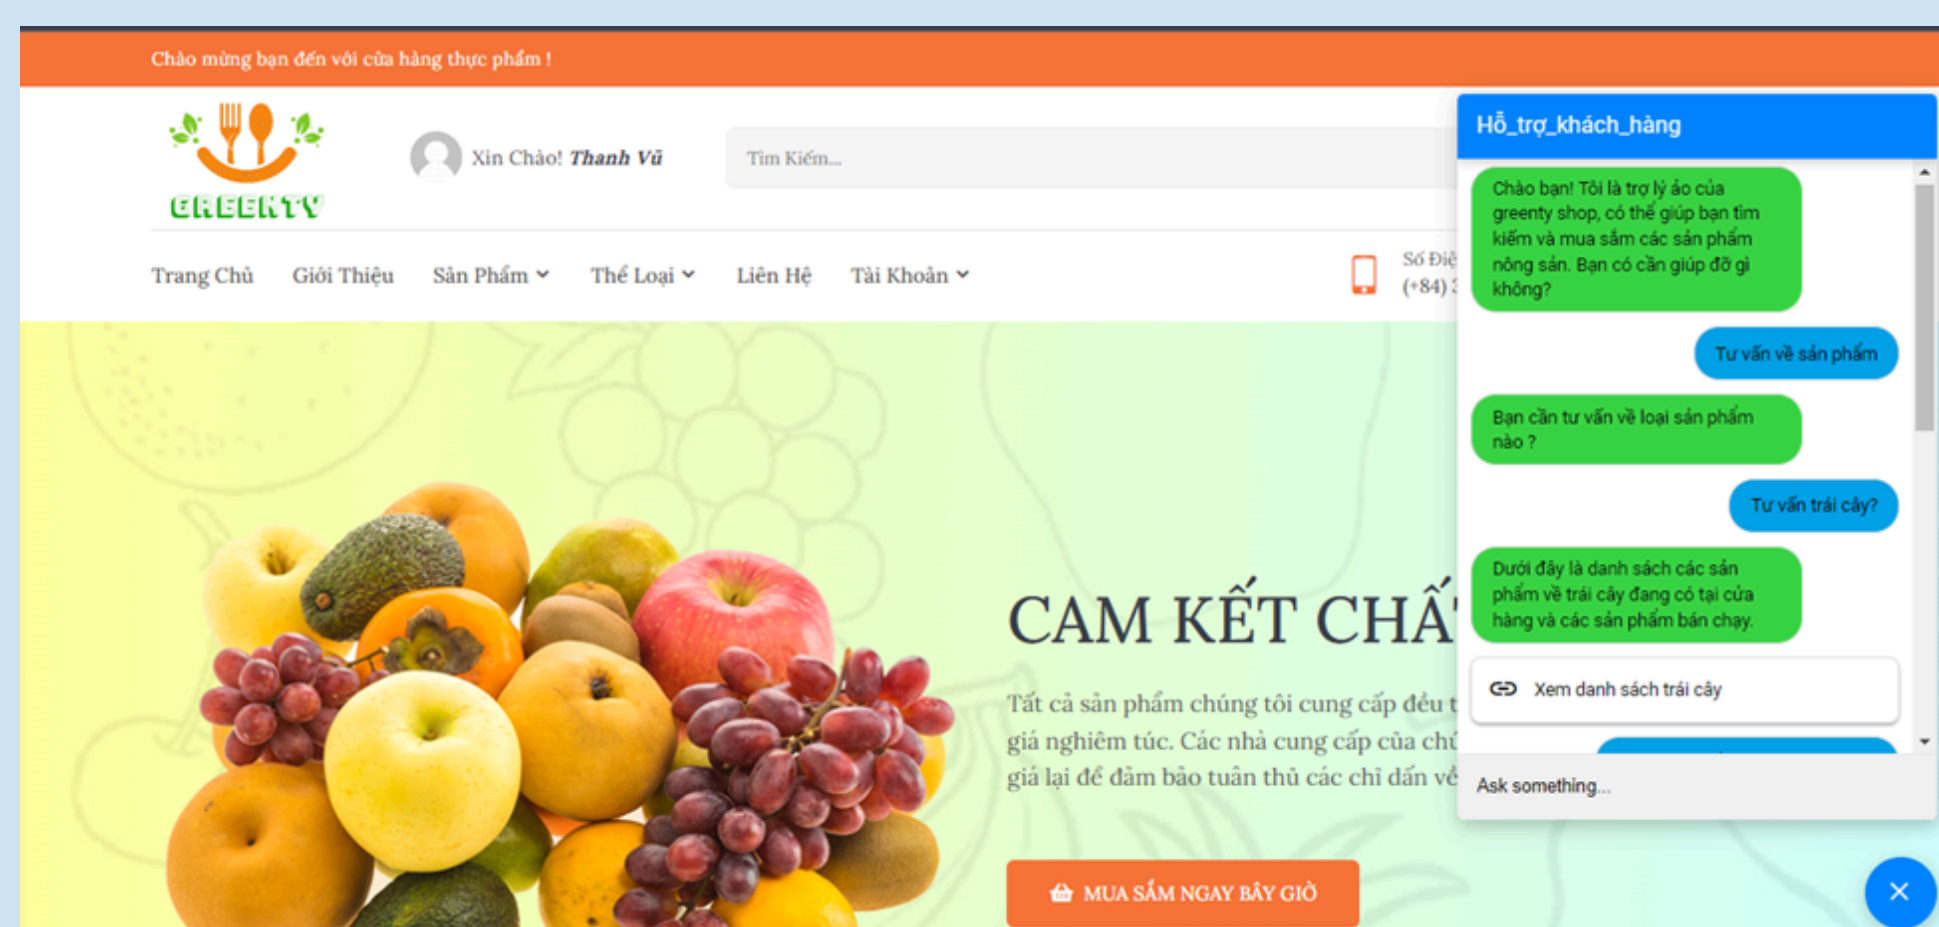 Chào mừng bạn đến với cửa hàng thực phẩm !
GREENTY
Xin Chào! Thanh Vũ
Tìm Kiếm...
Trang Chủ
Giới Thiệu
Sản Phẩm
Thể Loại
Liên Hệ
Tài Khoản
Số
(+84)
CAM KẾT
Tất cả sản phẩm chúng tôi cung cấp đều
giá nghiêm túc. Các nhà cung cấp của
giá lại để đảm bảo tuân thủ các chỉ dẫn về
MUA SẮM NGAY BÂY GIỜ
Hỗ_trợ_khách_hàng
Chào bạn! Tôi là trợ lý ảo của
greenty shop, có thể giúp bạn tìm
kiếm và mua sắm các sản phẩm
nông sản. Bạn có cần giúp đỡ gì
không?
Tư vấn về sản phẩm
Bạn cần tư vấn về loại sản phẩm
nào ?
Tư vấn trái cây?
Dưới đây là danh sách các sản
phẩm về trái cây đang có tại cửa
hàng và các sản phẩm bán chạy.
Xem danh sách trái cây
Ask something...